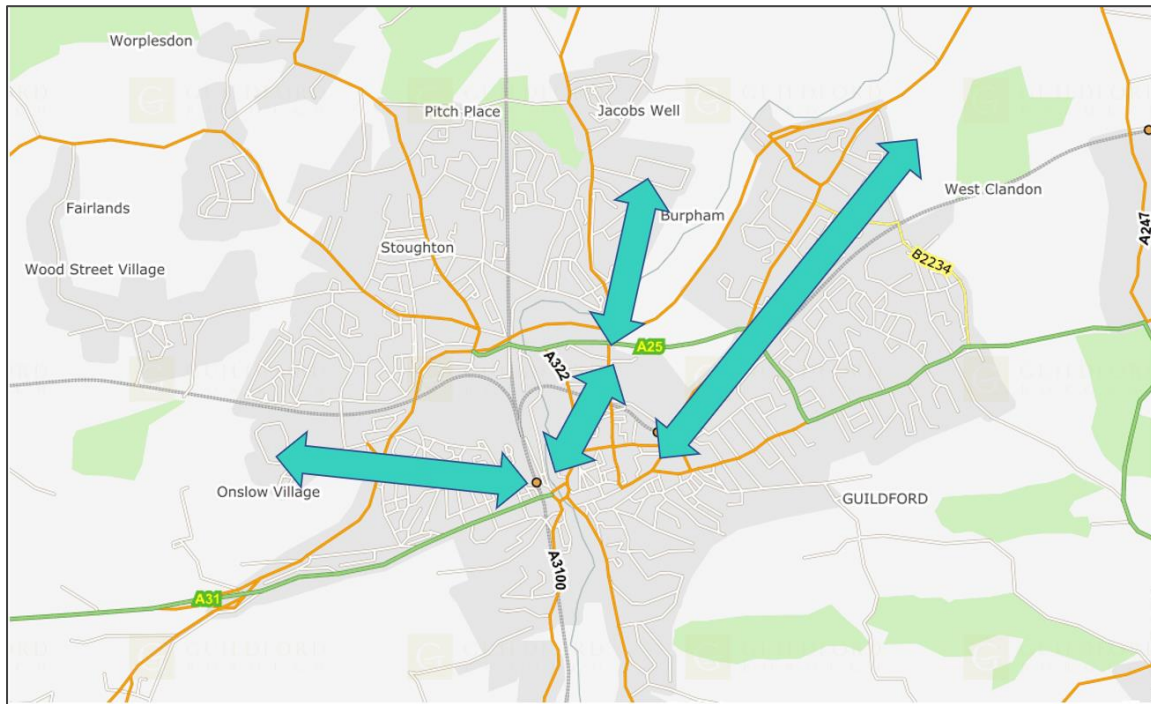 Worplesdon
Pitch Place
Jacobs Well
West Clandon
Fairlands
Burpham
A247
Stoughton
B2234
Wood Street Village
A25
A322
Onslow Village
GUILDFORD
A3100
A31